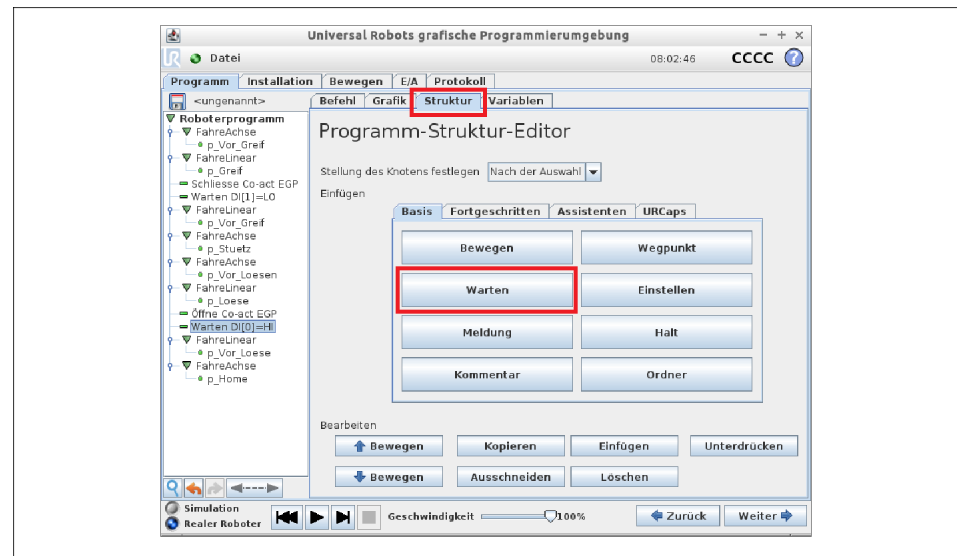 Universal Robots grafische Programmierumgebung
Datei
08:02:46
CCCC
?
Programm Installation Bewegen E/A Protokoll
<ungenannt>
Befehl Grafik Struktur Variablen
Roboterprogramm
FahreAchse
p_Vor_Greif
FahreLinear
p_Greif
Schliesse Co-act EGP
Warten DI[1]=LO
FahreLinear
p_Vor_Greif
FahreAchse
p_Stuetz
FahreAchse
p_Vor_Loesen
FahreLinear
p_Loese
Öffne Co-act EGP
Warten DI[0]=HI
FahreLinear
p_Vor_Loese
FahreAchse
p_Home
Programm-Struktur-Editor
Stellung des Knotens festlegen Nach der Auswahl
Einfügen
Basis Fortgeschritten Assistenten URCaps
Bewegen Wegpunkt
Warten Einstellen
Meldung Halt
Kommentar Ordner
Bearbeiten
Bewegen Kopieren Einfügen Unterdrücken
Bewegen Ausschneiden Löschen
Simulation
Realer Roboter
Geschwindigkeit 100%
Zurück Weiter